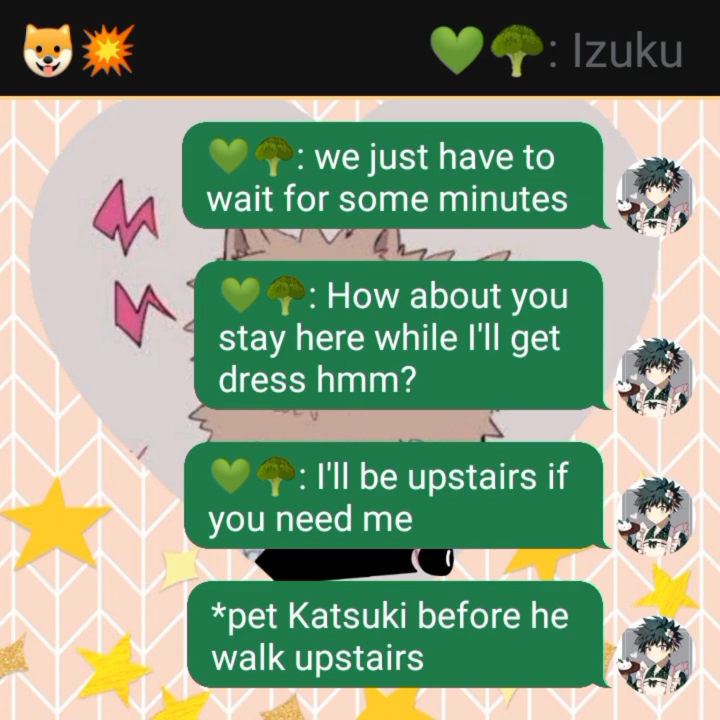 🐶💥 💚🥦: Izuku
💚🥦: we just have to
wait for some minutes
💚🥦: How about you
stay here while I'll get
dress hmm?
💚🥦: I'll be upstairs if
you need me
*pet Katsuki before he
walk upstairs